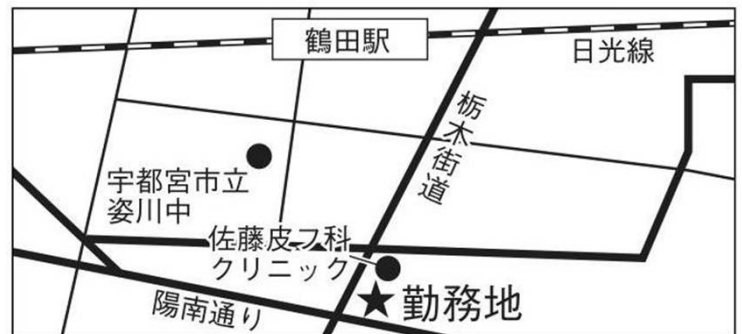 鶴田駅
日光線
栃木街道
宇都宮市立
姿川中
佐藤皮フ科
クリニック
★勤務地
陽南通り